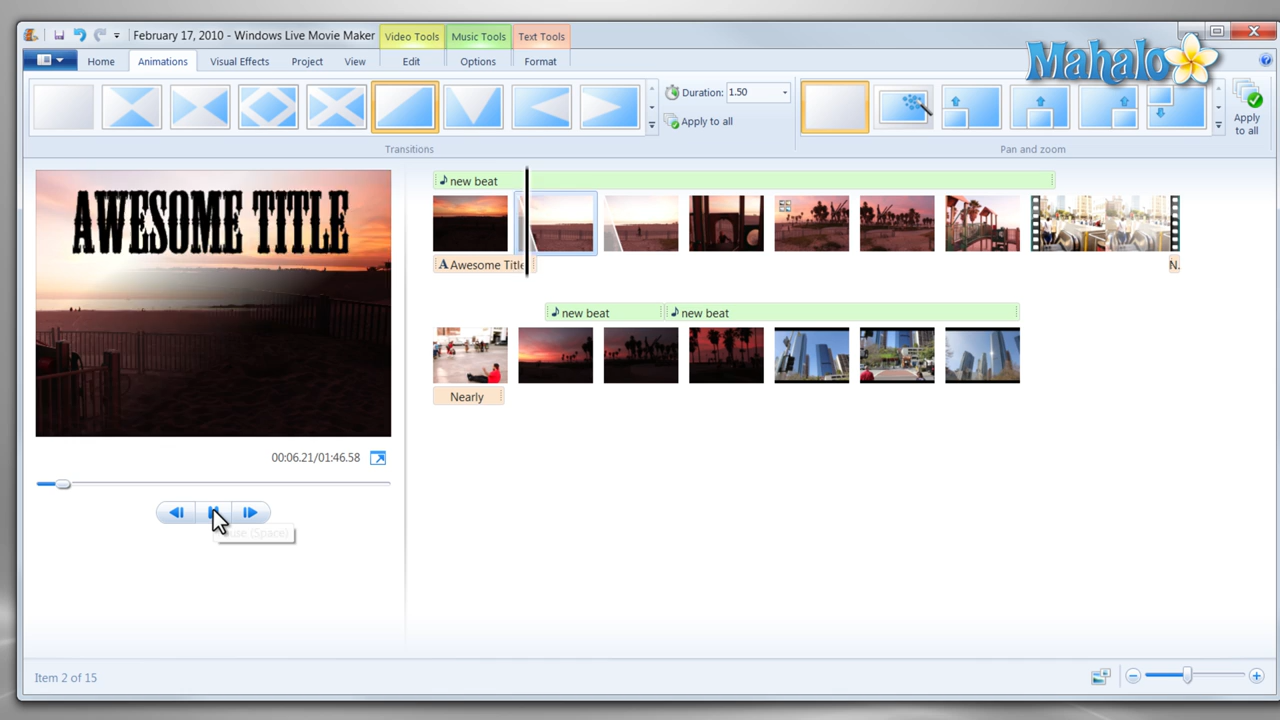 February 17, 2010 - Windows Live Movie Maker
Video Tools
Music Tools
Text Tools
Home
Animations
Visual Effects
Project
View
Edit
Options
Format
Mahalo
Duration: 1.50
Apply to all
Transitions
Pan and zoom
Apply to all
AWESOME TITLE
new beat
A Awesome Title
N.
new beat
new beat
Nearly
00:06.21/01:46.58
Item 2 of 15